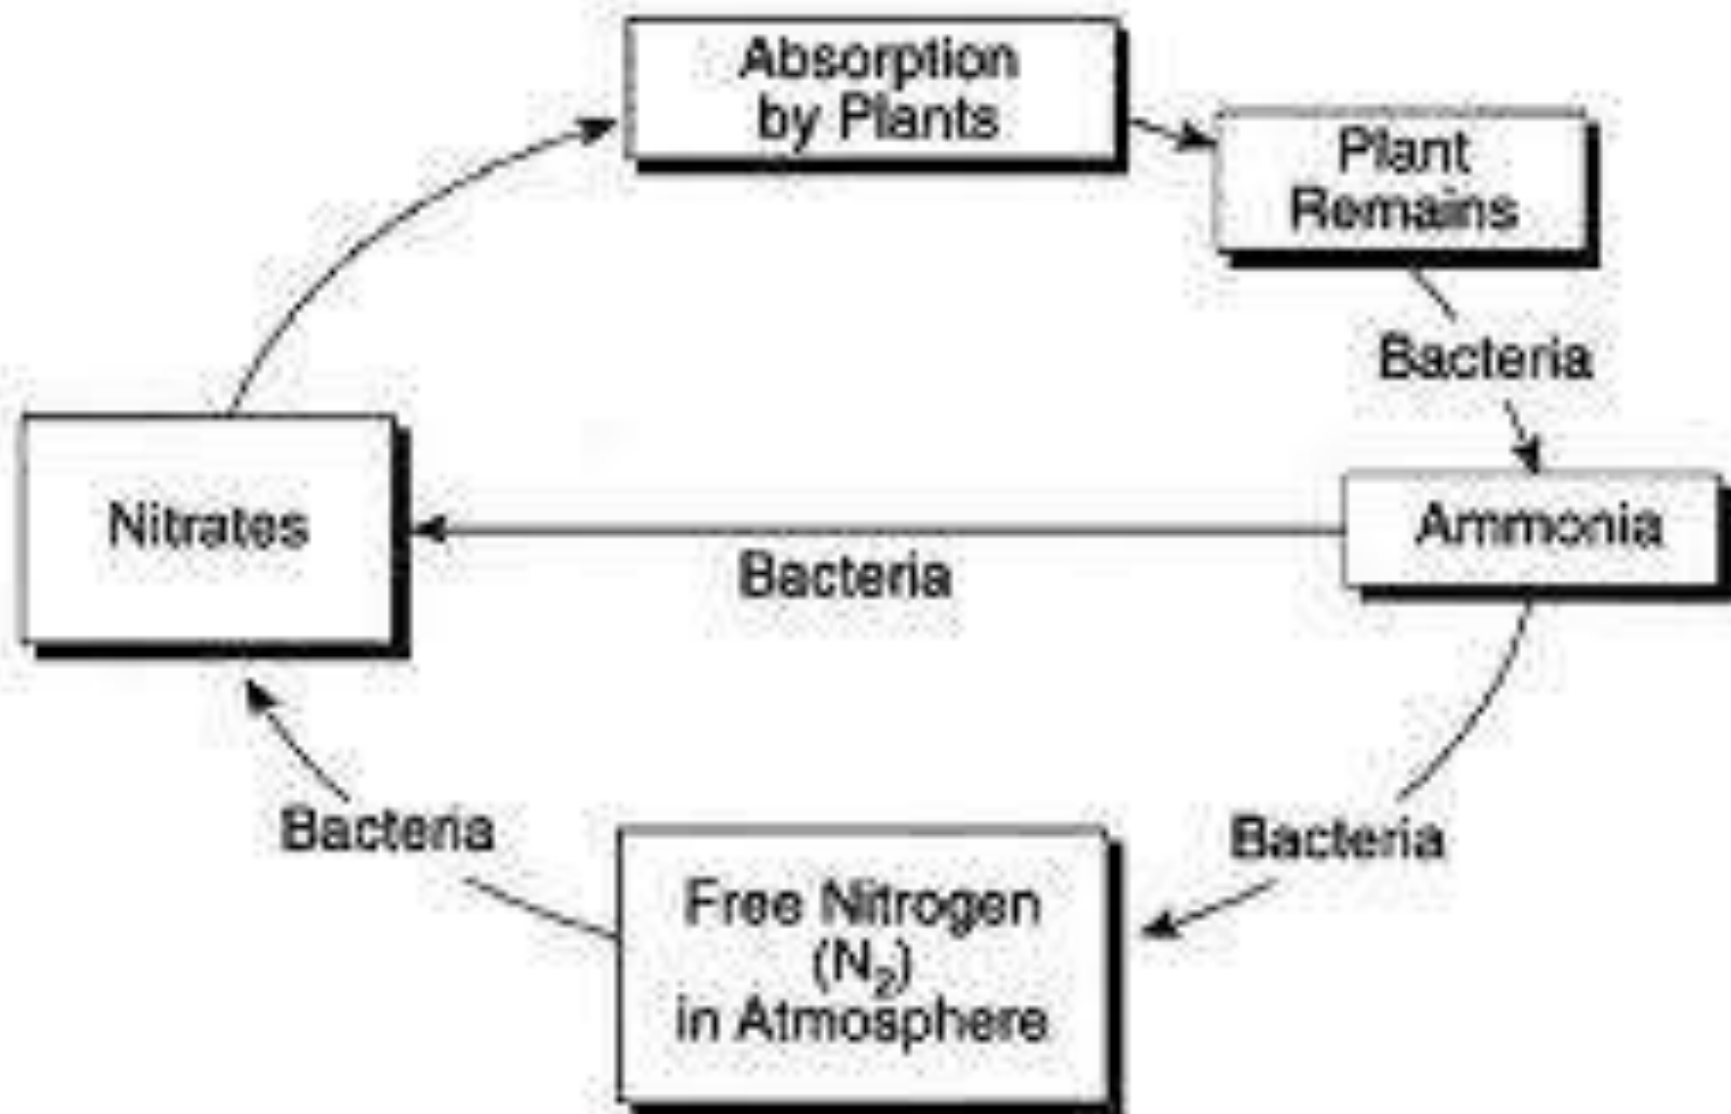 Absorption
by Plants
Plant
Remains
Bacteria
Nitrates
Ammonia
Bacteria
Bacteria
Bacteria
Free Nitrogen
(N₂)
in Atmosphere